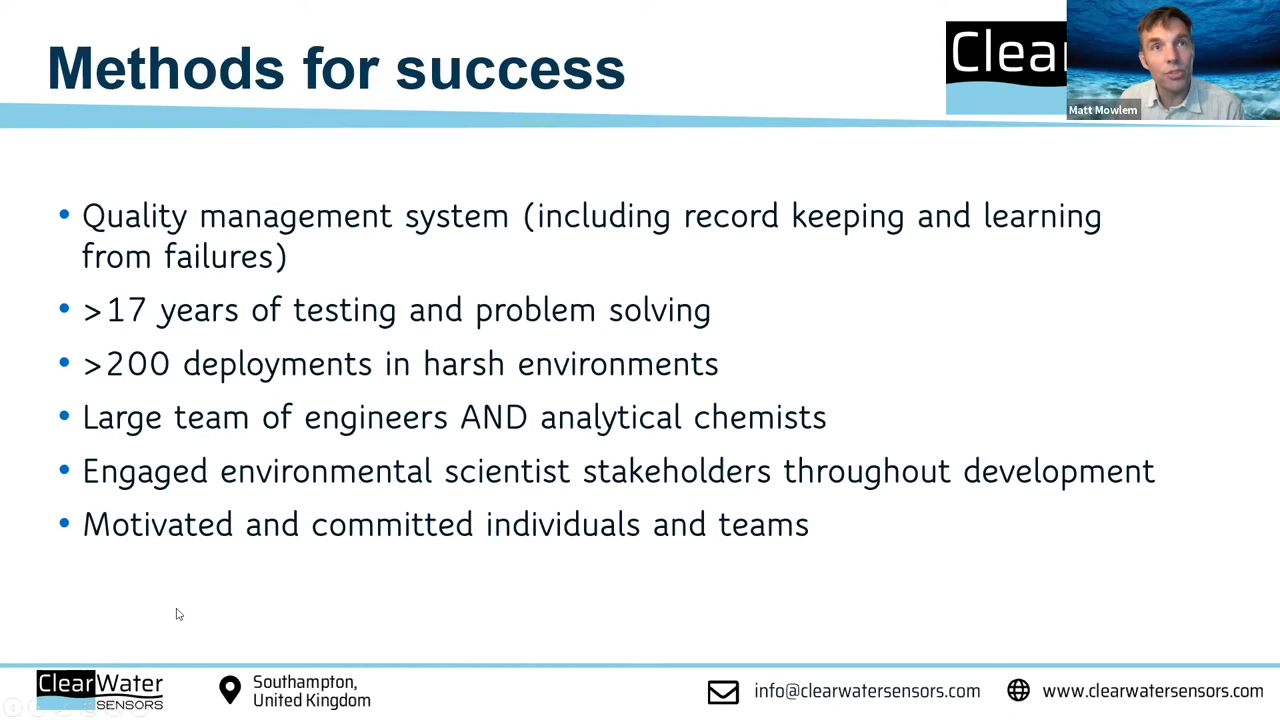 Methods for success
Clear
Matt Mowlem
• Quality management system (including record keeping and learning
from failures)
• >17 years of testing and problem solving
• >200 deployments in harsh environments
• Large team of engineers AND analytical chemists
• Engaged environmental scientist stakeholders throughout development
• Motivated and committed individuals and teams
ClearWater
SENSORS
Southampton,
United Kingdom
info@clearwatersensors.com
www.clearwatersensors.com